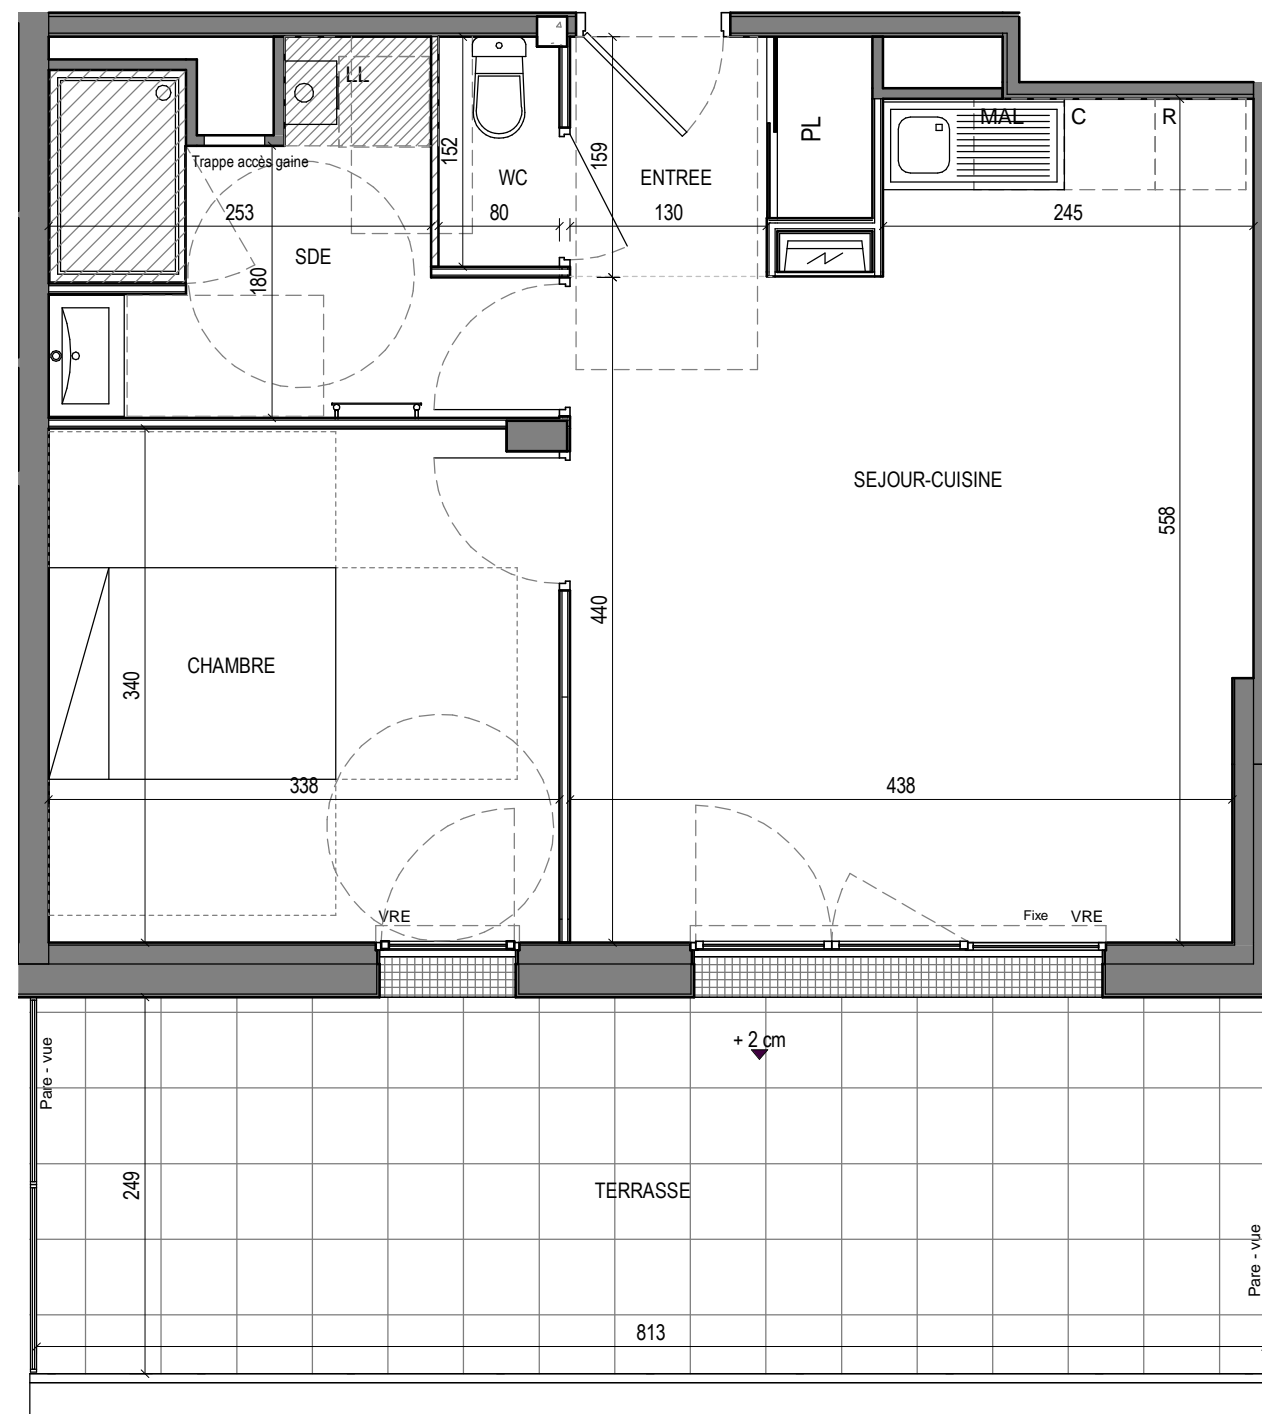 LL
MAL
C
R
PL
Trappe accès gaine
152
WC
159
ENTREE
253
80
130
245
SDE
180
SEJOUR-CUISINE
558
440
CHAMBRE
340
338
438
VRE
Fixe
VRE
Pare - vue
+ 2 cm
249
TERRASSE
Pare - vue
813